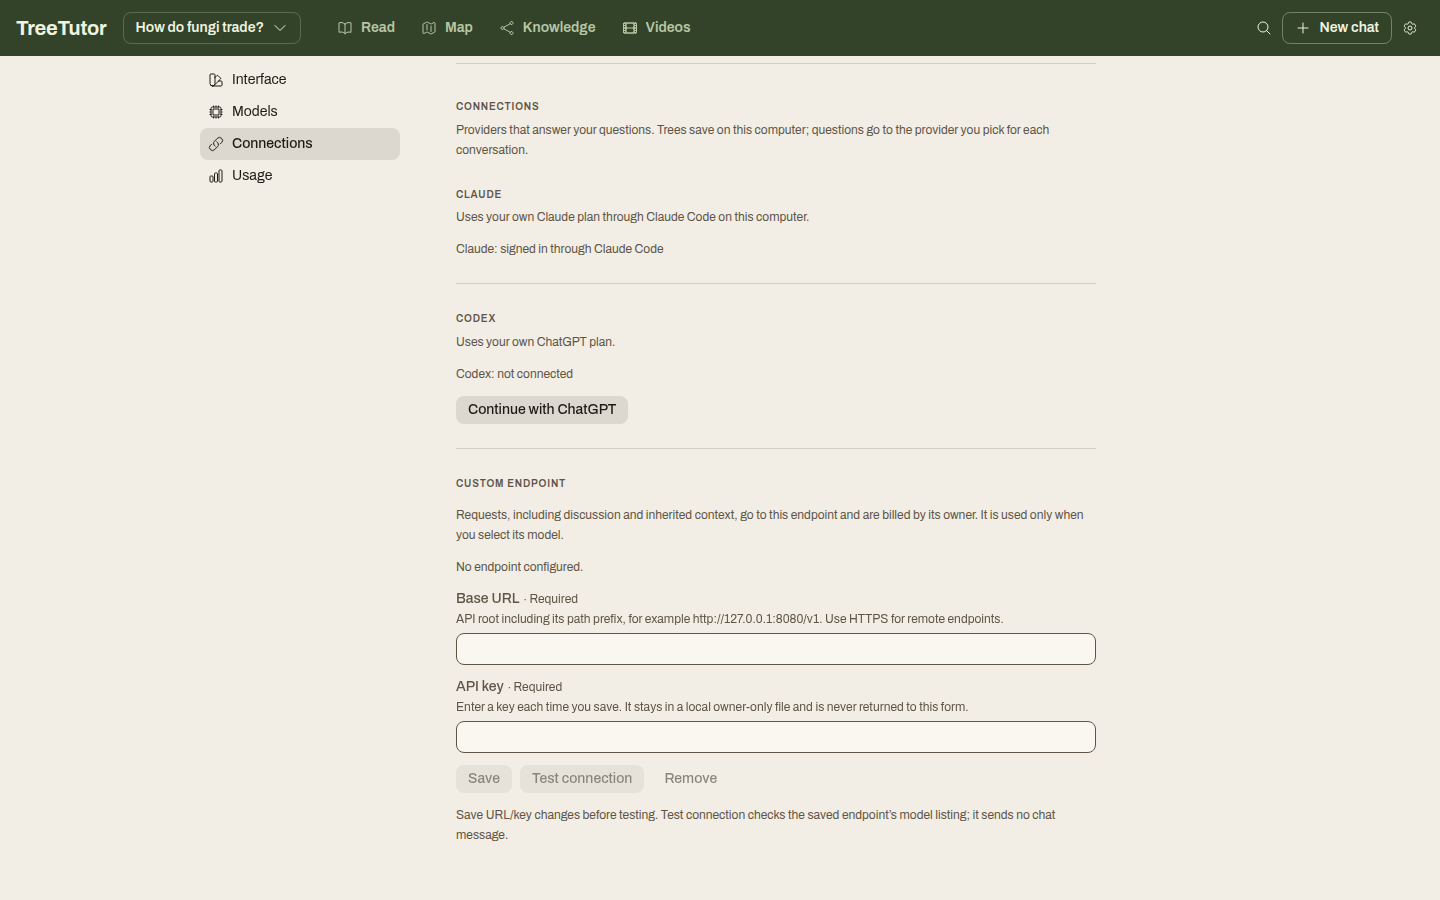 TreeTutor
How do fungi trade?
Read
Map
Knowledge
Videos
New chat
Interface
Models
Connections
Usage
CONNECTIONS
Providers that answer your questions. Trees save on this computer; questions go to the provider you pick for each
conversation.
CLAUDE
Uses your own Claude plan through Claude Code on this computer.
Claude: signed in through Claude Code
CODEX
Uses your own ChatGPT plan.
Codex: not connected
Continue with ChatGPT
CUSTOM ENDPOINT
Requests, including discussion and inherited context, go to this endpoint and are billed by its owner. It is used only when
you select its model.
No endpoint configured.
Base URL · Required
API root including its path prefix, for example http://127.0.0.1:8080/v1. Use HTTPS for remote endpoints.
API key · Required
Enter a key each time you save. It stays in a local owner-only file and is never returned to this form.
Save
Test connection
Remove
Save URL/key changes before testing. Test connection checks the saved endpoint’s model listing; it sends no chat
message.